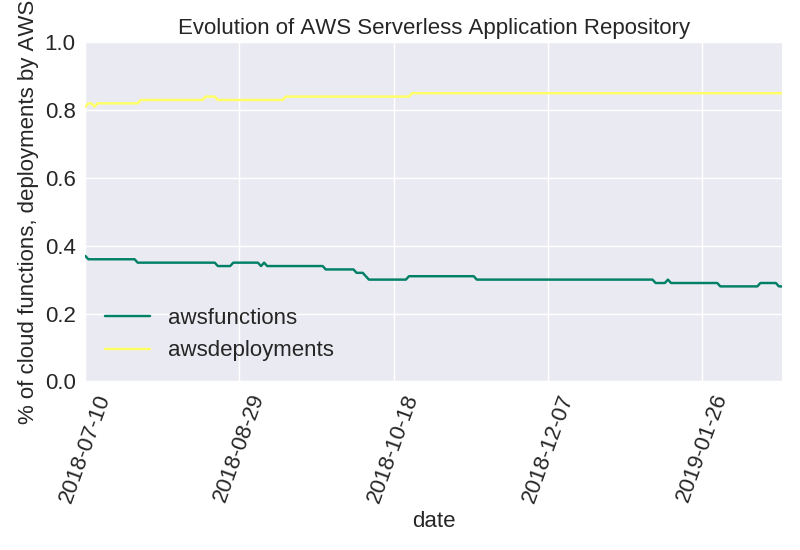 Evolution of AWS Serverless Application Repository
% of cloud functions, deployments by AWS
1.0
0.8
0.6
0.4
0.2
0.0
awsfunctions
awsdeployments
2018-07-10
2018-08-29
2018-10-18
2018-12-07
2019-01-26
date